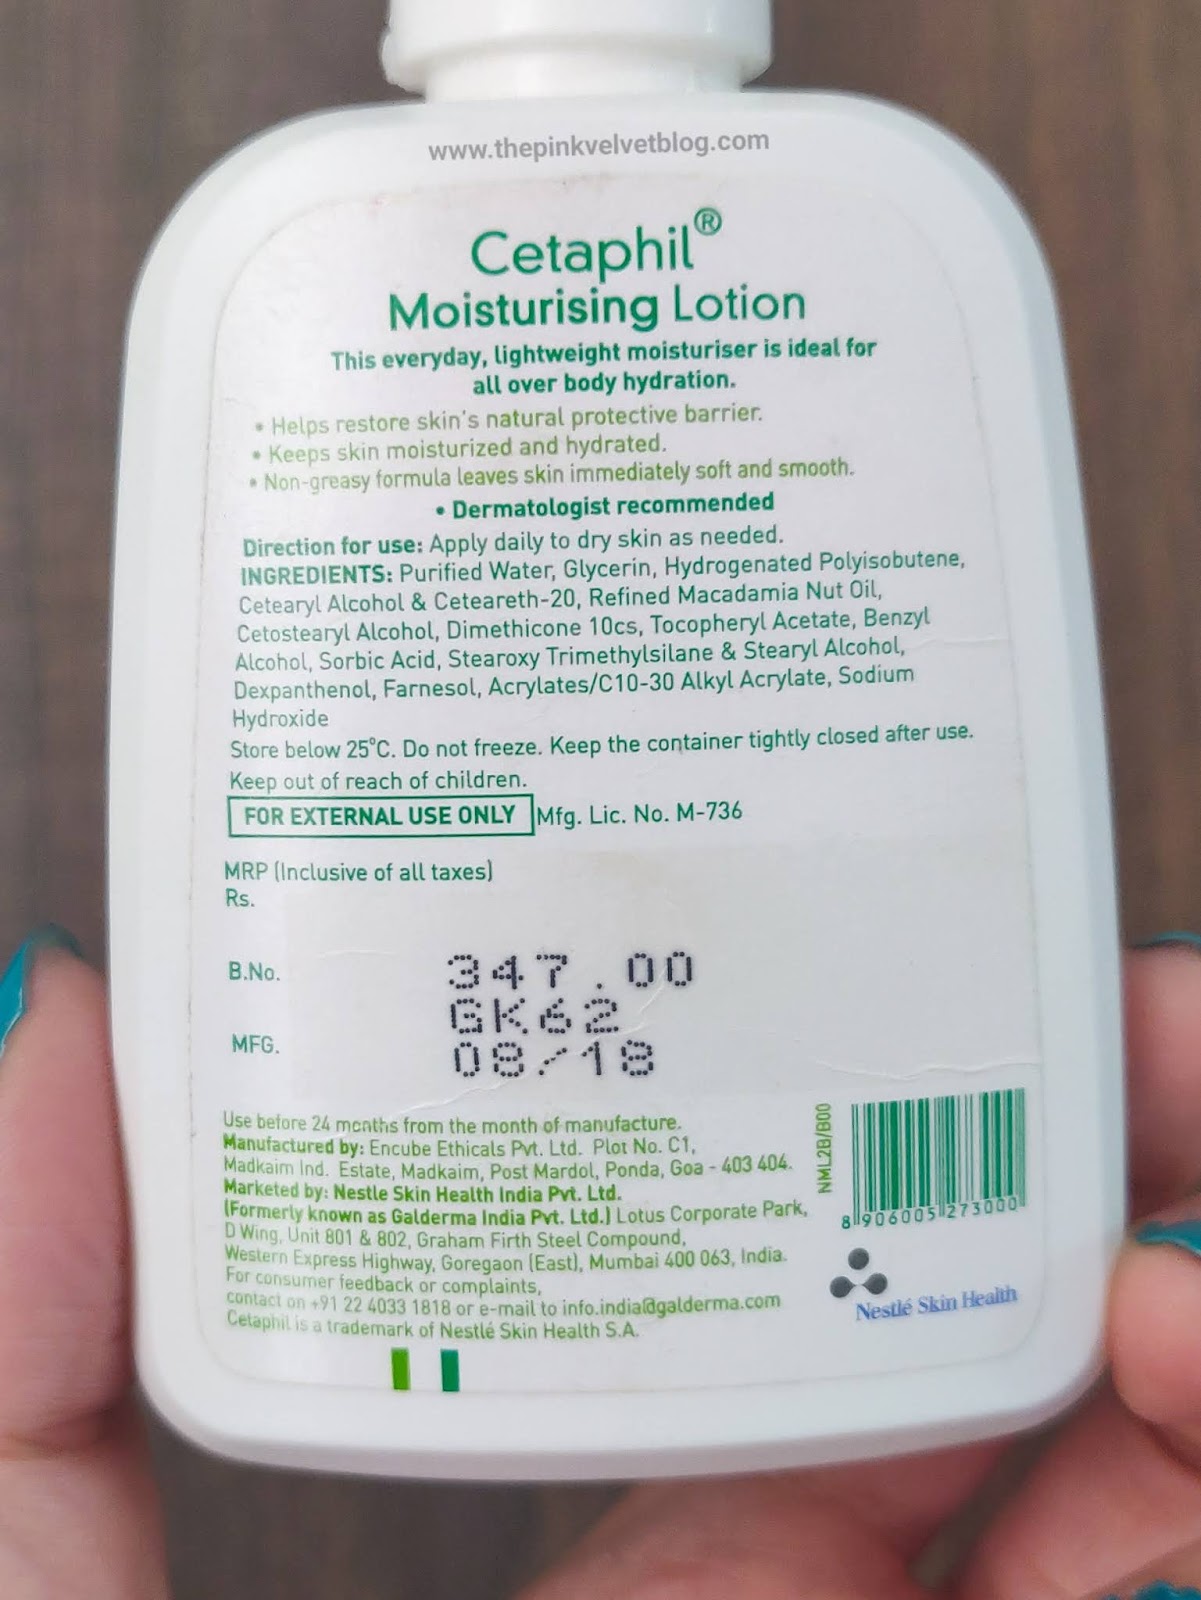 www.thepinkvelvetblog.com
Cetaphil®
Moisturising Lotion
This everyday, lightweight moisturiser is ideal for
all over body hydration.
• Helps restore skin's natural protective barrier.
• Keeps skin moisturized and hydrated.
• Non-greasy formula leaves skin immediately soft and smooth.
• Dermatologist recommended
Direction for use: Apply daily to dry skin as needed.
INGREDIENTS: Purified Water, Glycerin, Hydrogenated Polyisobutene,
Cetearyl Alcohol & Ceteareth-20, Refined Macadamia Nut Oil,
Cetostearyl Alcohol, Dimethicone 10cs, Tocopheryl Acetate, Benzyl
Alcohol, Sorbic Acid, Stearoxy Trimethylsilane & Stearyl Alcohol,
Dexpanthenol, Farnesol, Acrylates/C10-30 Alkyl Acrylate, Sodium
Hydroxide
Store below 25°C. Do not freeze. Keep the container tightly closed after use.
Keep out of reach of children.
FOR EXTERNAL USE ONLY Mfg. Lic. No. M-736
MRP (Inclusive of all taxes)
Rs.
B.No. 347.00
GK62
MFG. 08/18
Use before 24 months from the month of manufacture.
Manufactured by: Encube Ethicals Pvt. Ltd. Plot No. C1,
Madkaim Ind. Estate, Madkaim, Post Mardol, Ponda, Goa - 403 404.
Marketed by: Nestle Skin Health India Pvt. Ltd.
(Formerly known as Galderma India Pvt. Ltd.) Lotus Corporate Park,
D Wing, Unit 801 & 802, Graham Firth Steel Compound,
Western Express Highway, Goregaon (East), Mumbai 400 063, India.
For consumer feedback or complaints,
contact on +91 22 4033 1818 or e-mail to info.india@galderma.com
Cetaphil is a trademark of Nestlé Skin Health S.A.
NML2B/B00
8 906005 273000
Nestlé Skin Health